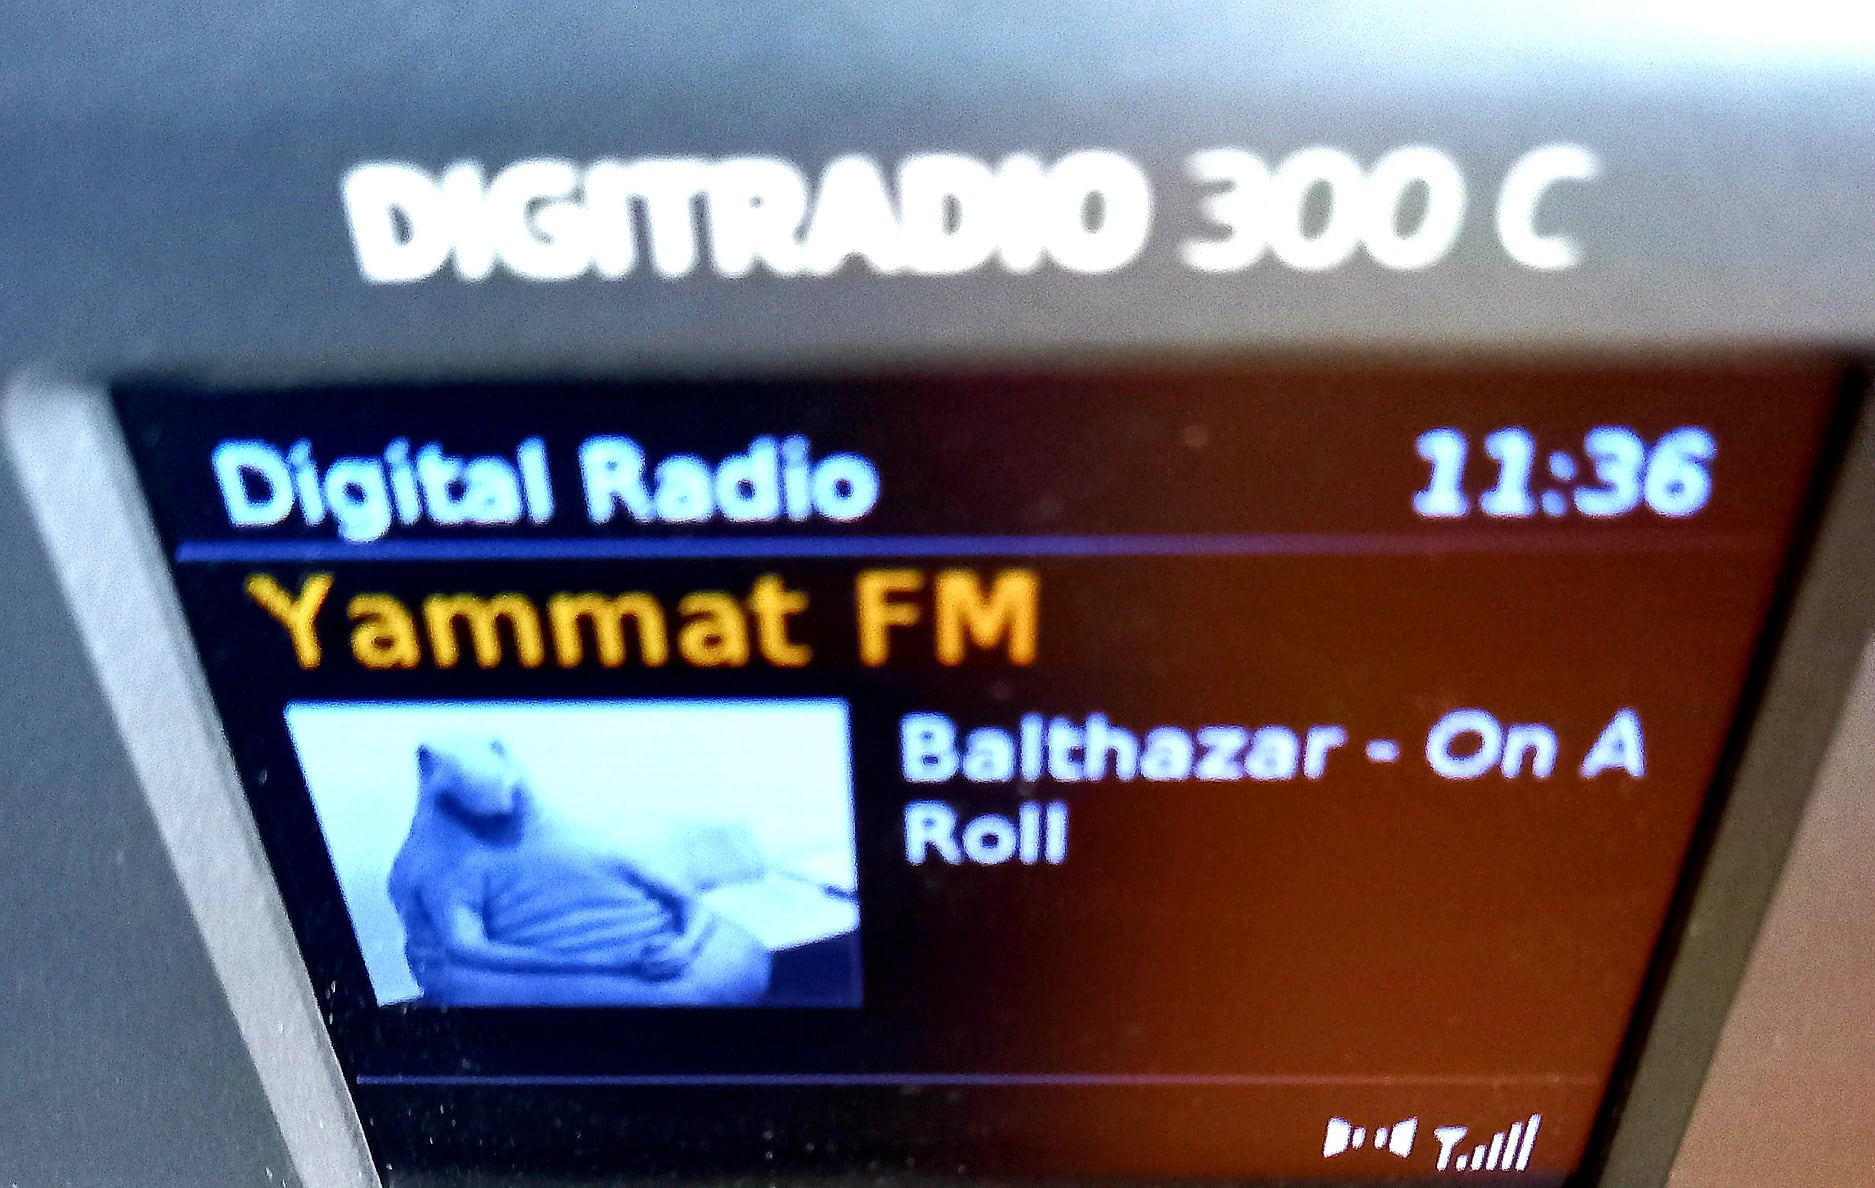 DIGITRADIO 300 C
Digital Radio 11:36
Yammat FM
Balthazar - On A
Roll